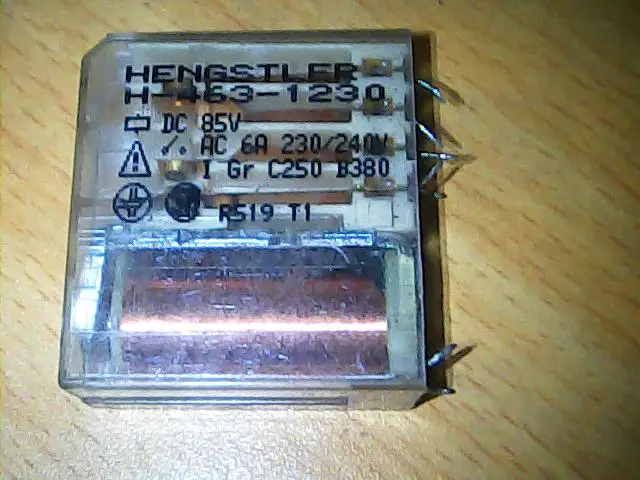 HENGSTLER
H-463-1230
DC 85V
AC 6A 230/240V
I Gr C250 B380
R519 T1